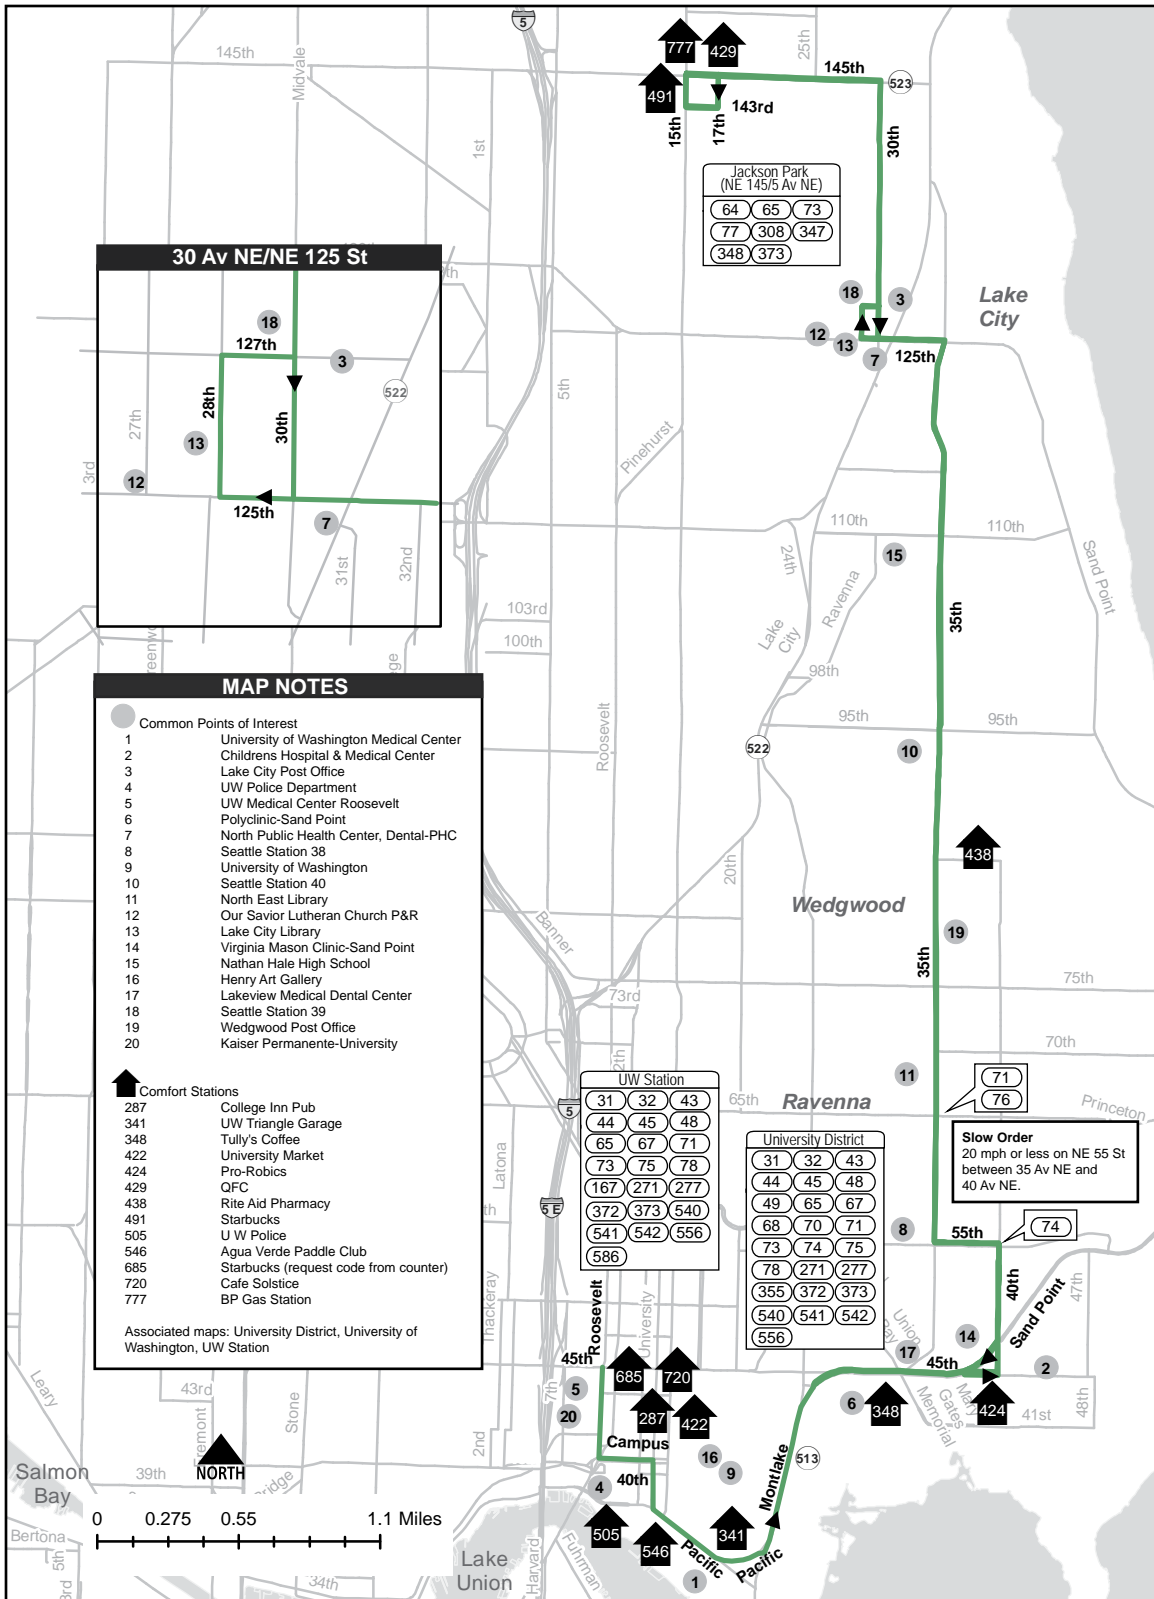 5
777
429
25th
145th
Midvale
145th
523
491
143rd
15th
17th
30th
1st
Jackson Park
(NE 145/5 Av NE)
64 65 73
77 308 347
348 373
30 Av NE/NE 125 St
18
127th
3
28th
30th
522
27th
13
3rd
12
125th
7
31st
32nd
18
3
Lake
City
12
13
7
125th
5th
Pinehurst
110th
110th
24th
15
Ravenna
Sand Point
35th
103rd
100th
Lake
City
98th
95th
95th
522
10
Roosevelt
MAP NOTES
Common Points of Interest
1 University of Washington Medical Center
2 Childrens Hospital & Medical Center
3 Lake City Post Office
4 UW Police Department
5 UW Medical Center Roosevelt
6 Polyclinic-Sand Point
7 North Public Health Center, Dental-PHC
8 Seattle Station 38
9 University of Washington
10 Seattle Station 40
11 North East Library
12 Our Savior Lutheran Church P&R
13 Lake City Library
14 Virginia Mason Clinic-Sand Point
15 Nathan Hale High School
16 Henry Art Gallery
17 Lakeview Medical Dental Center
18 Seattle Station 39
19 Wedgwood Post Office
20 Kaiser Permanente-University
Comfort Stations
287 College Inn Pub
341 UW Triangle Garage
348 Tully's Coffee
422 University Market
424 Pro-Robics
429 QFC
438 Rite Aid Pharmacy
491 Starbucks
505 U W Police
546 Agua Verde Paddle Club
685 Starbucks (request code from counter)
720 Cafe Solstice
777 BP Gas Station
Associated maps: University District, University of
Washington, UW Station
438
20th
Wedgwood
19
Banner
35th
75th
73rd
70th
11
71
76
65th
Ravenna
Princeton
5
UW Station
31 32 43
44 45 48
65 67 71
73 75 78
167 271 277
372 373 540
541 542 556
586
University District
31 32 43
44 45 48
49 65 67
68 70 71
73 74 75
78 271 277
355 372 373
540 541 542
556
Slow Order
20 mph or less on NE 55 St
between 35 Av NE and
40 Av NE.
Latona
5 E
8
55th
74
40th
Sand Point
47th
Thackeray
Roosevelt
University
Union
Bay
14
17
45th
2
45th
685
720
5
7th
20
287
422
6
348
Mary
Gates
Memorial
424
41st
48th
Leary
43rd
Fremont
Stone
2nd
Campus
16
9
Montlake
513
NORTH
39th
40th
4
Salmon
Bay
505
546
341
Pacific
Pacific
0 0.275 0.55 1.1 Miles
Bertona
5th
3rd
34th
Lake
Union
Harvard
Fuhrman
1